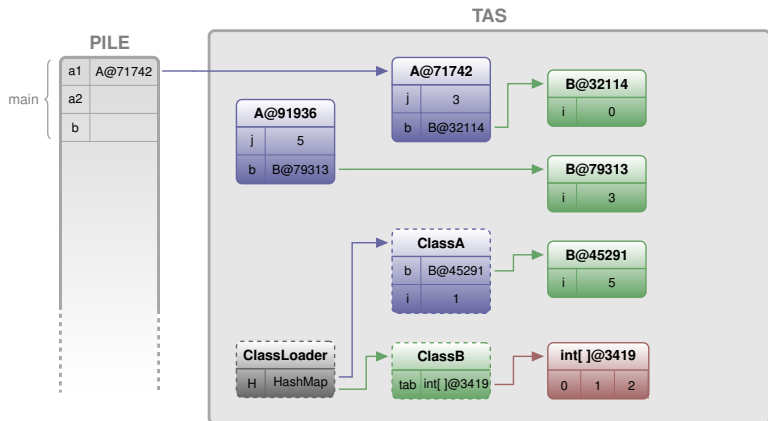 TAS
PILE
main
a1 A@71742
a2
b
A@71742
j 3
b B@32114
B@32114
i 0
A@91936
j 5
b B@79313
B@79313
i 3
ClassA
b B@45291
i 1
B@45291
i 5
ClassLoader
H HashMap
ClassB
tab int[ ]@3419
int[ ]@3419
0 1 2